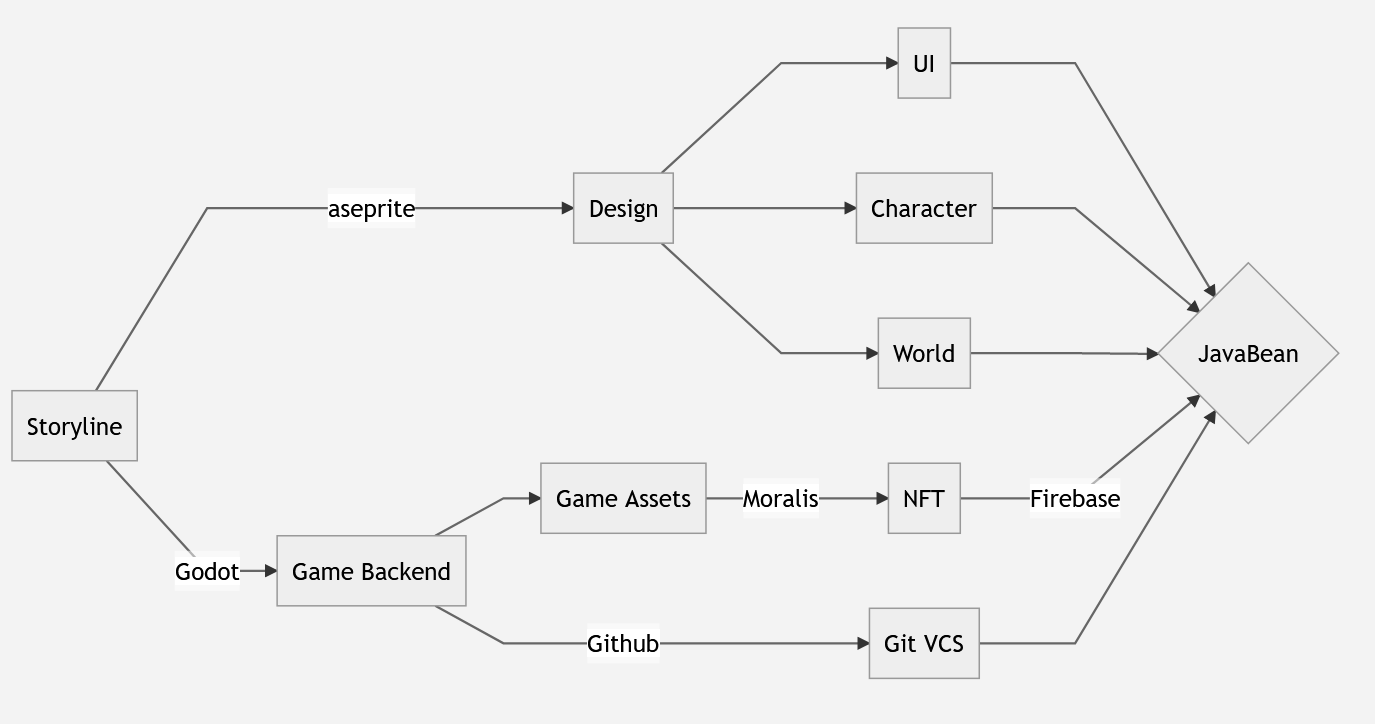 UI
aseprite
Design
Character
World
JavaBean
Storyline
Game Assets
Moralis
NFT
Firebase
Godot
Game Backend
Github
Git VCS